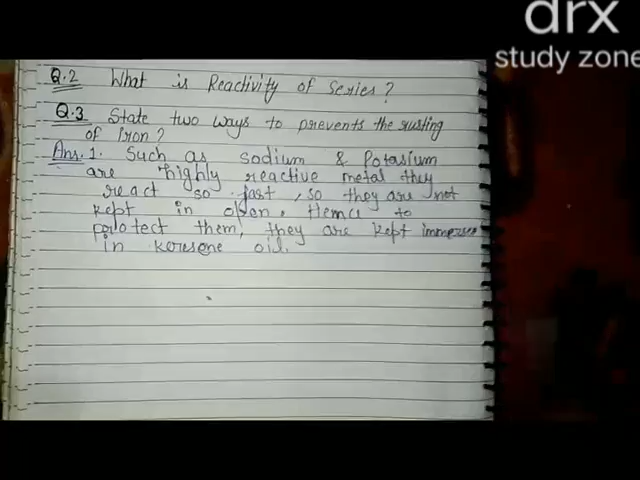 drx
study zone
Q.2 What is Reactivity of Series?
Q.3 State two ways to prevents the rusting
of Iron?
Ans.1. Such as sodium & Potasium
are highly reactive metal they
react so fast, so they are not
kept in open. Hence to
protect them, they are kept immersed
in keresene oil.